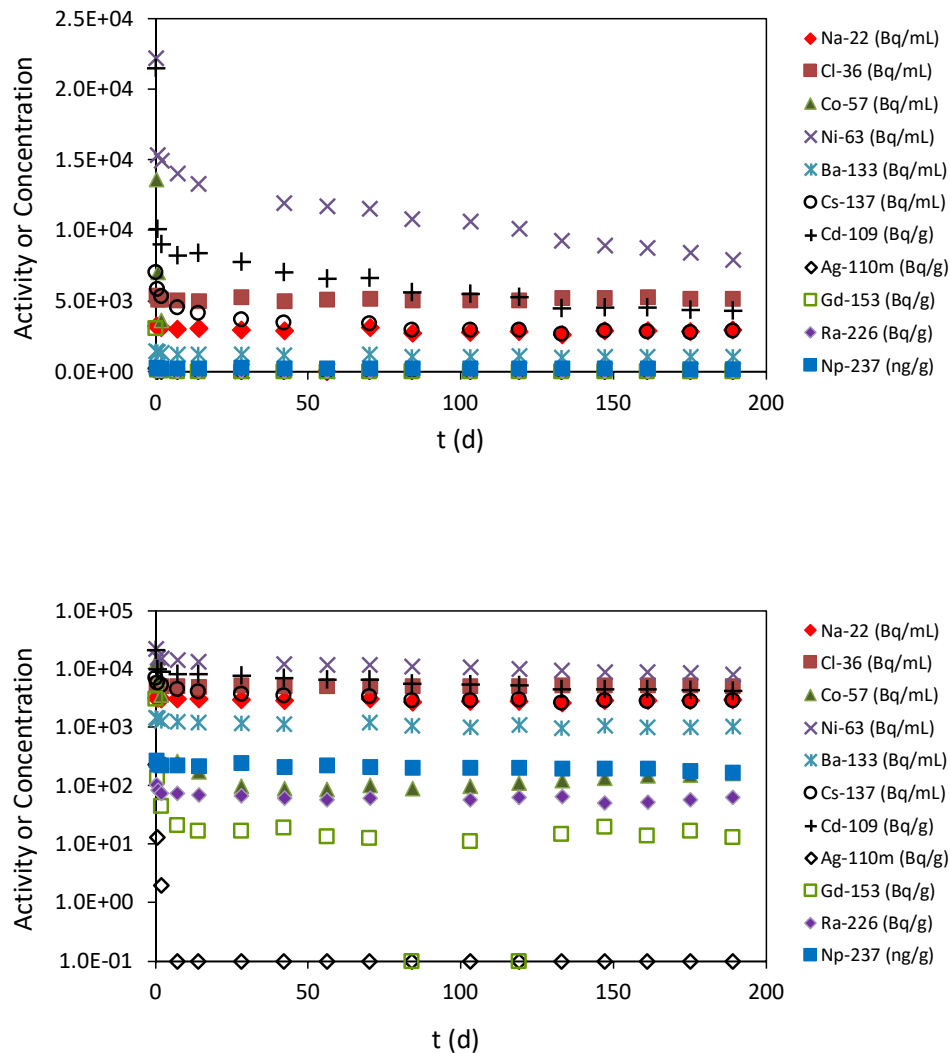 Activity or Concentration
2.5E+04
2.0E+04
1.5E+04
1.0E+04
5.0E+03
0.0E+00
0
50
100
150
200
t (d)
Na-22 (Bq/mL)
Cl-36 (Bq/mL)
Co-57 (Bq/mL)
Ni-63 (Bq/mL)
Ba-133 (Bq/mL)
Cs-137 (Bq/mL)
Cd-109 (Bq/g)
Ag-110m (Bq/g)
Gd-153 (Bq/g)
Ra-226 (Bq/g)
Np-237 (ng/g)
Activity or Concentration
1.0E+05
1.0E+04
1.0E+03
1.0E+02
1.0E+01
1.0E+00
1.0E-01
0
50
100
150
200
t (d)
Na-22 (Bq/mL)
Cl-36 (Bq/mL)
Co-57 (Bq/mL)
Ni-63 (Bq/mL)
Ba-133 (Bq/mL)
Cs-137 (Bq/mL)
Cd-109 (Bq/g)
Ag-110m (Bq/g)
Gd-153 (Bq/g)
Ra-226 (Bq/g)
Np-237 (ng/g)